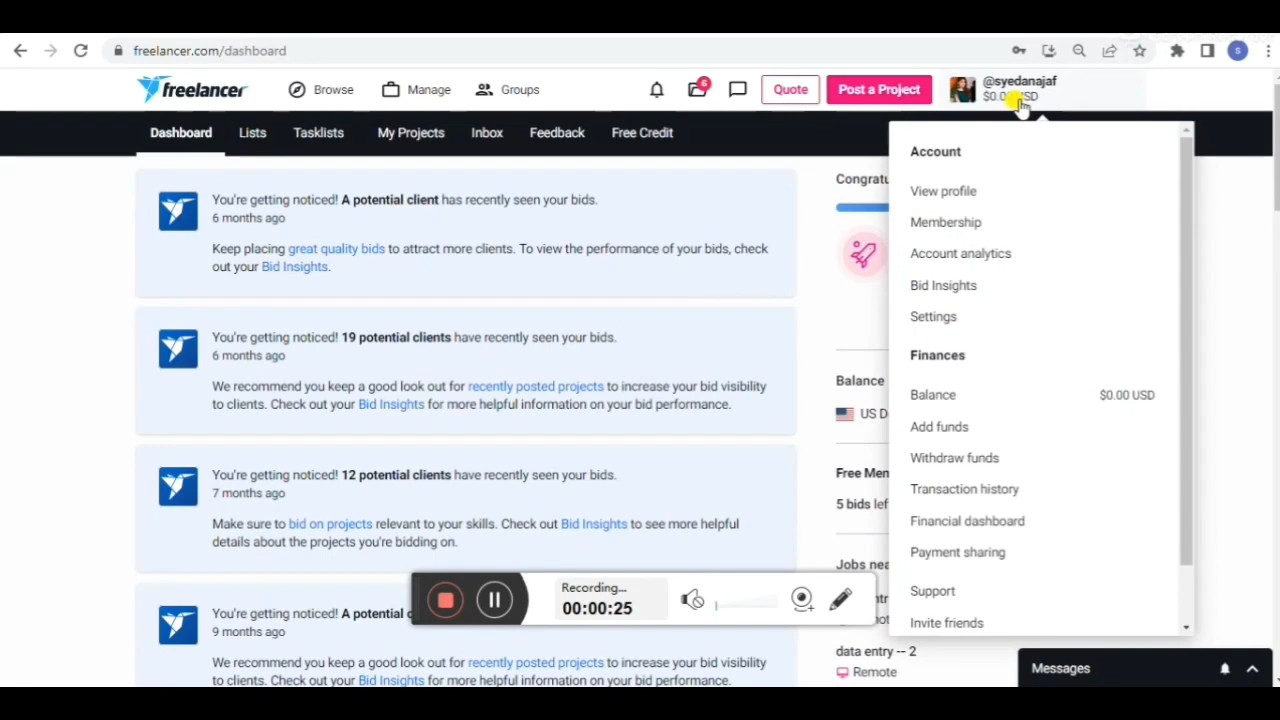 freelancer.com/dashboard
S
freelancer
Browse
Manage
Groups
6
Quote
Post a Project
@syedanajaf
USD
Dashboard
Lists
Tasklists
My Projects
Inbox
Feedback
Free Credit
You're getting noticed! A potential client has recently seen your bids.
6 months ago
Keep placing great quality bids to attract more clients. To view the performance of your bids, check
out your Bid Insights.
You're getting noticed! 19 potential clients have recently seen your bids.
6 months ago
We recommend you keep a good look out for recently posted projects to increase your bid visibility
to clients. Check out your Bid Insights for more helpful information on your bid performance.
You're getting noticed! 12 potential clients have recently seen your bids.
7 months ago
Make sure to bid on projects relevant to your skills. Check out Bid Insights to see more helpful
details about the projects you're bidding on.
You're getting noticed! A potential
9 months ago
We recommend you keep a good look out for recently posted projects to increase your bid visibility
to clients. Check out your Bid Insights for more helpful information on your bid performance.
Congratu
Balance
US D
Free Mem
5 bids left
Jobs nea
data entry -- 2
Remote
Account
View profile
Membership
Account analytics
Bid Insights
Settings
Finances
Balance $0.00 USD
Add funds
Withdraw funds
Transaction history
Financial dashboard
Payment sharing
Support
Invite friends
Recording...
00:00:25
Messages